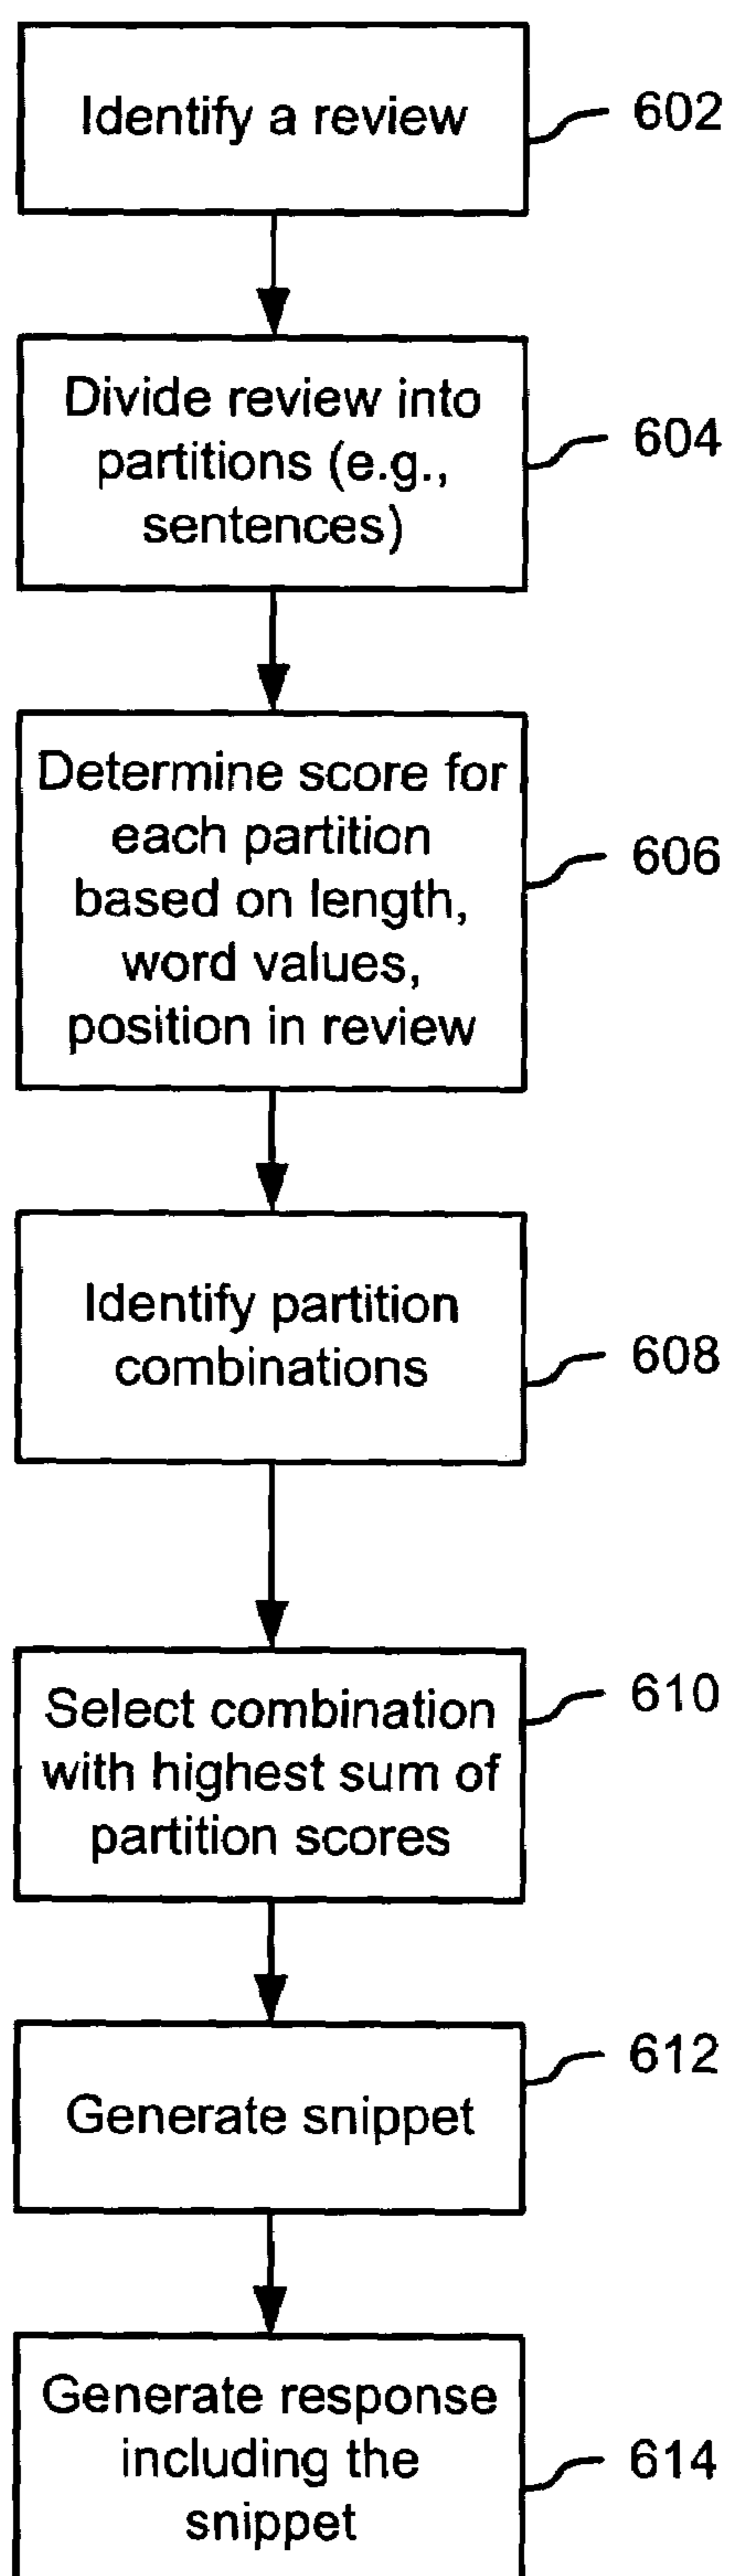 Identify a review
602
Divide review into
partitions (e.g.,
sentences)
604
Determine score for
each partition
based on length,
word values,
position in review
606
Identify partition
combinations
608
Select combination
with highest sum of
partition scores
610
Generate snippet
612
Generate response
including the
snippet
614